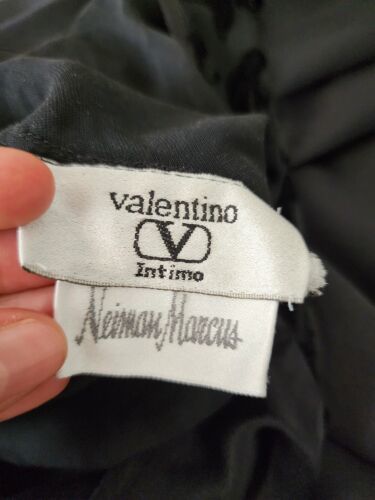 valentino
V
Intimo
Neiman Marcus